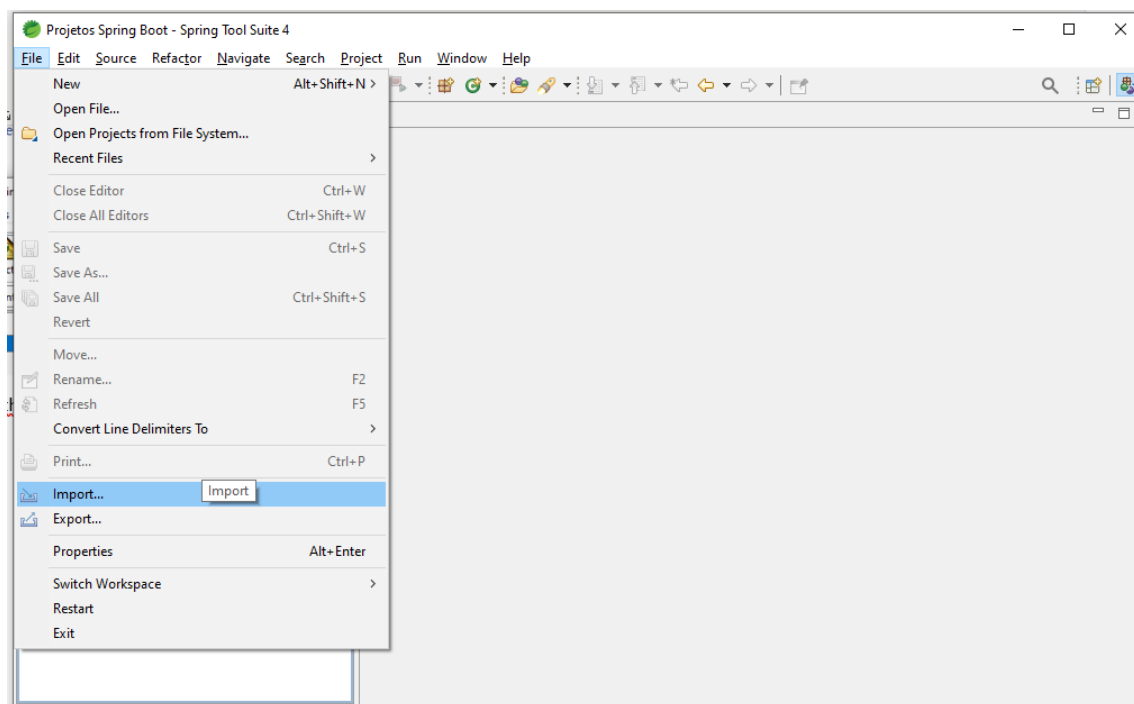 Projetos Spring Boot - Spring Tool Suite 4
File Edit Source Refactor Navigate Search Project Run Window Help
New Alt+Shift+N >
Open File...
Open Projects from File System...
Recent Files >
Close Editor Ctrl+W
Close All Editors Ctrl+Shift+W
Save Ctrl+S
Save As...
Save All Ctrl+Shift+S
Revert
Move...
Rename... F2
Refresh F5
Convert Line Delimiters To >
Print... Ctrl+P
Import... Import
Export...
Properties Alt+Enter
Switch Workspace >
Restart
Exit